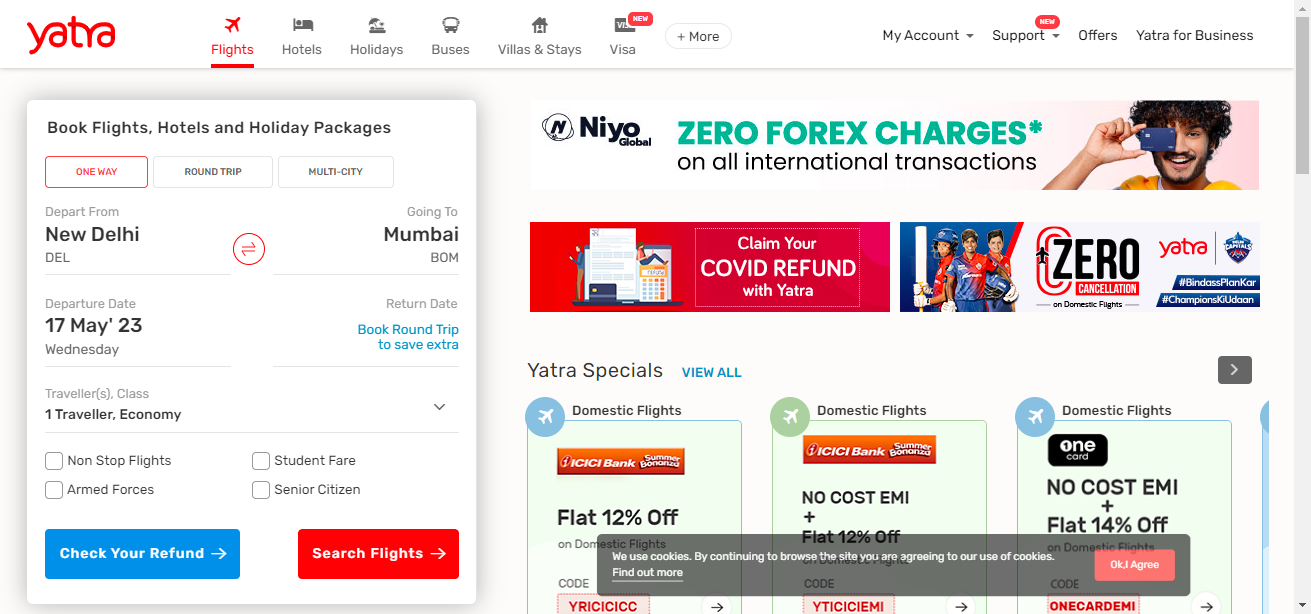 yatra
Flights
Hotels
Holidays
Buses
Villas & Stays
VISA
NEW
Visa
+ More
My Account
NEW
Support
Offers
Yatra for Business
Book Flights, Hotels and Holiday Packages
ONE WAY
ROUND TRIP
MULTI-CITY
Depart From
New Delhi
DEL
Going To
Mumbai
BOM
Departure Date
17 May' 23
Wednesday
Return Date
Book Round Trip
to save extra
Traveller(s), Class
1 Traveller, Economy
Non Stop Flights
Student Fare
Armed Forces
Senior Citizen
Check Your Refund
Search Flights
Niyo
Global
ZERO FOREX CHARGES*
on all international transactions
REFUND
Claim Your
COVID REFUND
with Yatra
ZERO
CANCELLATION
on Domestic Flights
yatra
DELHI
CAPITALS
#BindassPlanKar
#ChampionsKiUdaan
Yatra Specials
VIEW ALL
Domestic Flights
ICICI Bank
Summer
Bonanza
Flat 12% Off
on Domestic Flights
CODE
YRICICICC
Domestic Flights
ICICI Bank
Summer
Bonanza
NO COST EMI
+
Flat 12% Off
on Domestic Flights
CODE
YTICICIEMI
Domestic Flights
one
card
NO COST EMI
+
Flat 14% Off
on Domestic Flights
CODE
ONECARDEMI
We use cookies. By continuing to browse the site you are agreeing to our use of cookies.
Find out more
Ok,I Agree